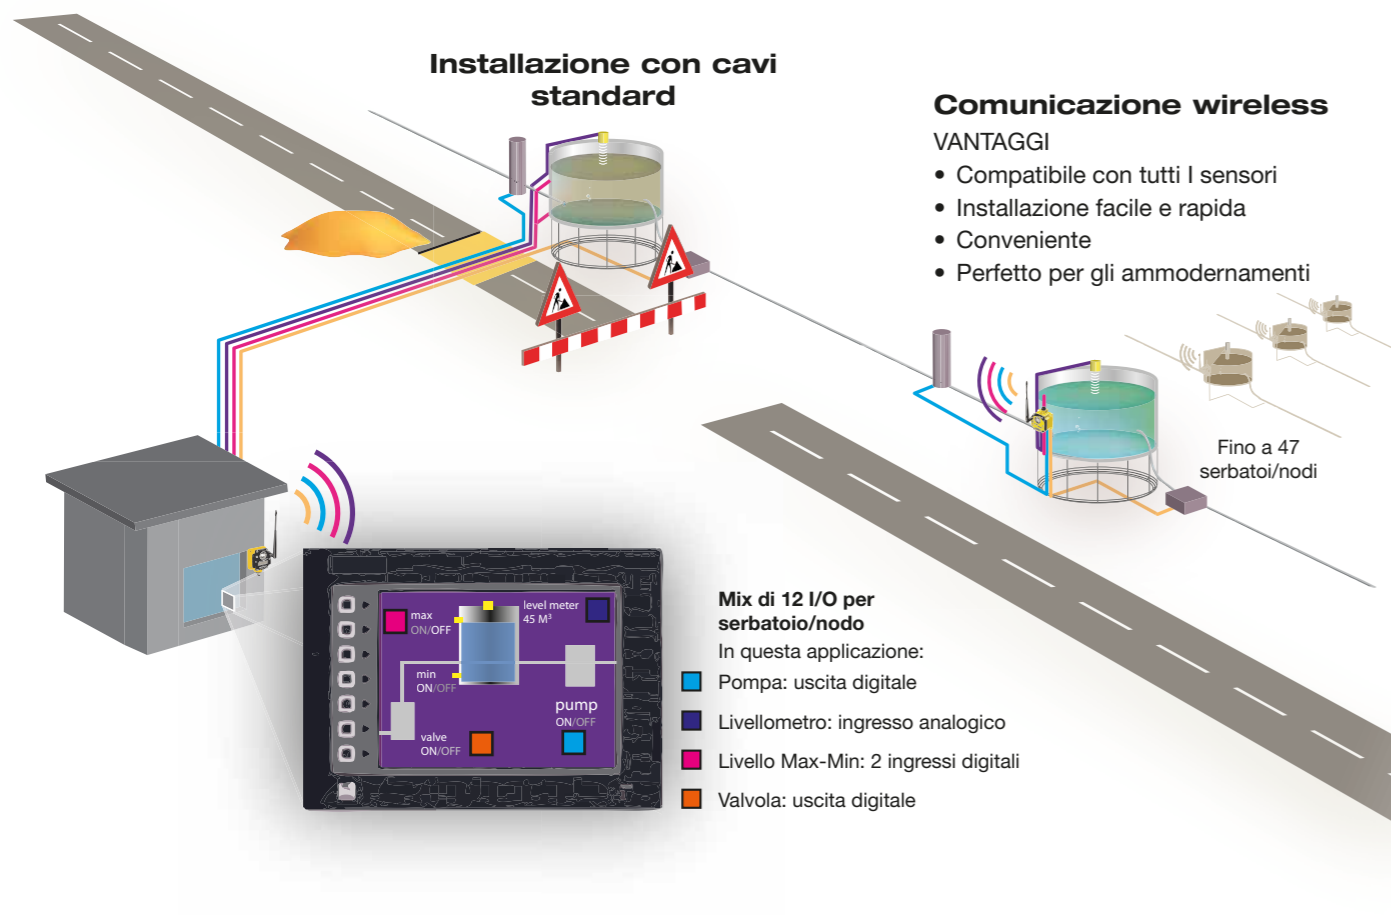 Installazione con cavi
standard
Comunicazione wireless
VANTAGGI
• Compatibile con tutti I sensori
• Installazione facile e rapida
• Conveniente
• Perfetto per gli ammodernamenti
Fino a 47
serbatoi/nodi
max
ON/OFF
level meter
45 M³
min
ON/OFF
pump
ON/OFF
valve
ON/OFF
Mix di 12 I/O per
serbatoio/nodo
In questa applicazione:
Pompa: uscita digitale
Livellometro: ingresso analogico
Livello Max-Min: 2 ingressi digitali
Valvola: uscita digitale